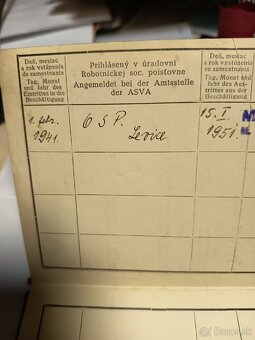 Deň, mesiac
a rok vstúpenia
do zamestnania
Tag, Monat
und Jahr des
Eintrittes in die
Beschäftigung
Prihlásený v úradovni
Robotníckej soc. poisťovne
Angemeldet bei der Amtsstelle
der ASVA
Deň, mesiac
a rok vystúpenia
zo zamestnania
Tag, Monat und
Jahr des Aus-
trittes aus der
Beschäftigung
1. febr.
1941.
O S P.
Levice
15. I.
1951
bazos.sk